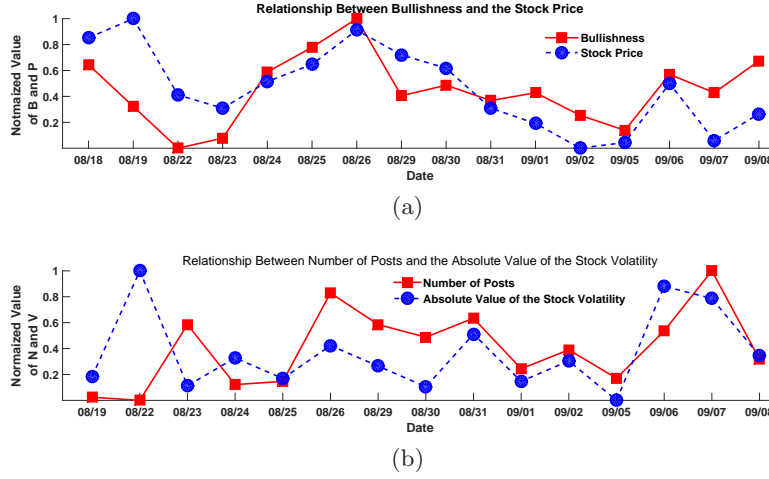 Relationship Between Bullishness and the Stock Price
Notmaized Value
of B and P
1
0.8
0.6
0.4
0.2
Bullishness
Stock Price
08/18 08/19 08/22 08/23 08/24 08/25 08/26 08/29 08/30 08/31 09/01 09/02 09/05 09/06 09/07 09/08
Date
(a)
Relationship Between Number of Posts and the Absolute Value of the Stock Volatility
Normaized Value
of N and V
1
0.8
0.6
0.4
0.2
Number of Posts
Absolute Value of the Stock Volatility
08/19 08/22 08/23 08/24 08/25 08/26 08/29 08/30 08/31 09/01 09/02 09/05 09/06 09/07 09/08
Date
(b)